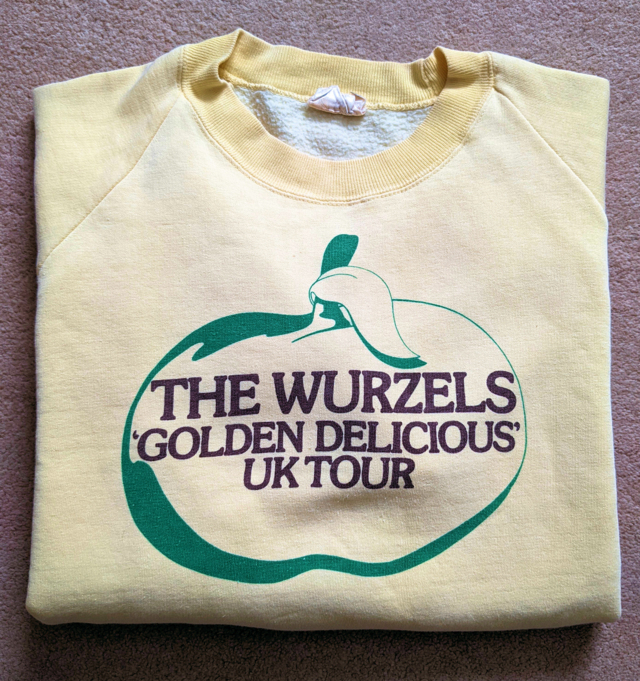 THE WURZELS
‘GOLDEN DELICIOUS’
UK TOUR